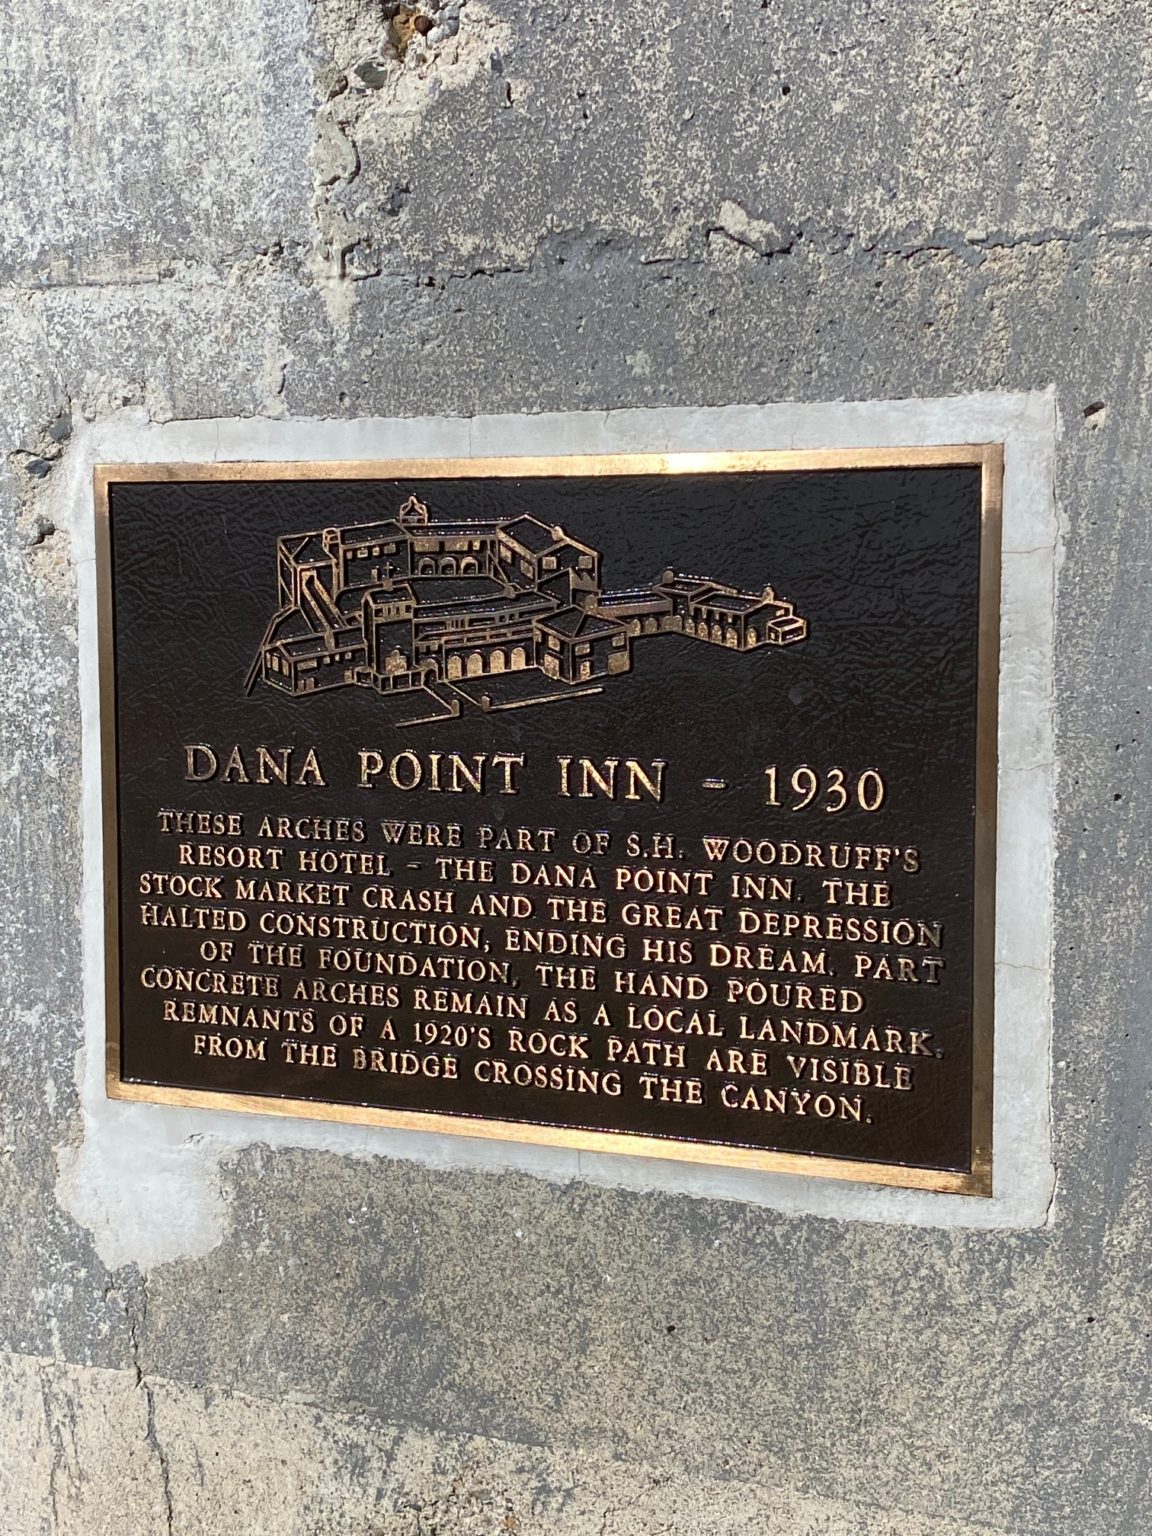 DANA POINT INN - 1930
THESE ARCHES WERE PART OF S.H. WOODRUFF'S
RESORT HOTEL - THE DANA POINT INN. THE
STOCK MARKET CRASH AND THE GREAT DEPRESSION
HALTED CONSTRUCTION, ENDING HIS DREAM. PART
OF THE FOUNDATION, THE HAND POURED
CONCRETE ARCHES REMAIN AS A LOCAL LANDMARK.
REMNANTS OF A 1920'S ROCK PATH ARE VISIBLE
FROM THE BRIDGE CROSSING THE CANYON.